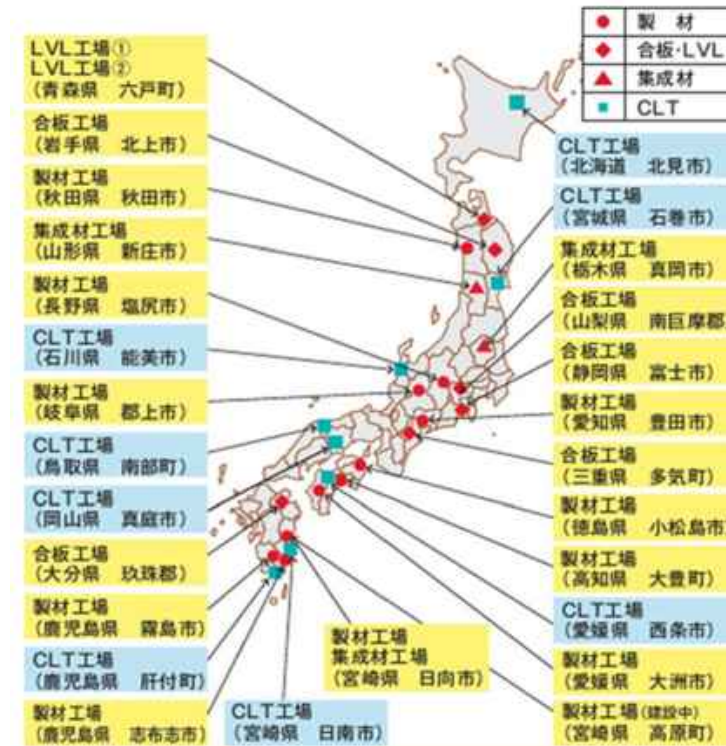 製 材
合板・LVL
集成材
CLT
LVL工場①
LVL工場②
(青森県 六戸町)
合板工場
(岩手県 北上市)
製材工場
(秋田県 秋田市)
集成材工場
(山形県 新庄市)
製材工場
(長野県 塩尻市)
CLT工場
(石川県 能美市)
製材工場
(岐阜県 郡上市)
CLT工場
(鳥取県 南部町)
CLT工場
(岡山県 真庭市)
合板工場
(大分県 玖珠郡)
製材工場
(鹿児島県 霧島市)
CLT工場
(鹿児島県 肝付町)
製材工場
(鹿児島県 志布志市)
CLT工場
(北海道 北見市)
CLT工場
(宮城県 石巻市)
集成材工場
(栃木県 真岡市)
合板工場
(山梨県 南巨摩郡)
合板工場
(静岡県 富士市)
製材工場
(愛知県 豊田市)
合板工場
(三重県 多気町)
製材工場
(徳島県 小松島市)
製材工場
(高知県 大豊町)
CLT工場
(愛媛県 西条市)
製材工場
(愛媛県 大洲市)
製材工場(建設中)
(宮崎県 高原町)
製材工場
集成材工場
(宮崎県 日向市)
CLT工場
(宮崎県 日南市)